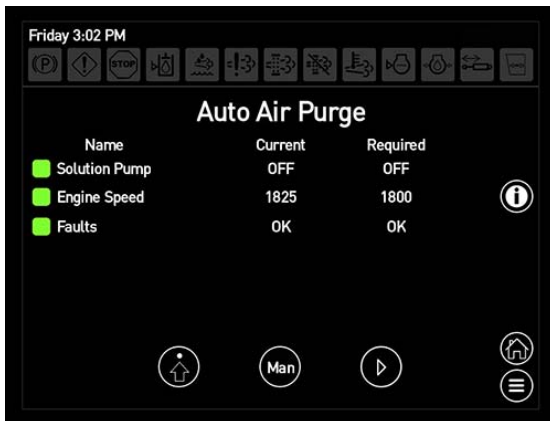 Friday 3:02 PM
(P) STOP
Auto Air Purge
Name Current Required
Solution Pump OFF OFF
Engine Speed 1825 1800
Faults OK OK
Man